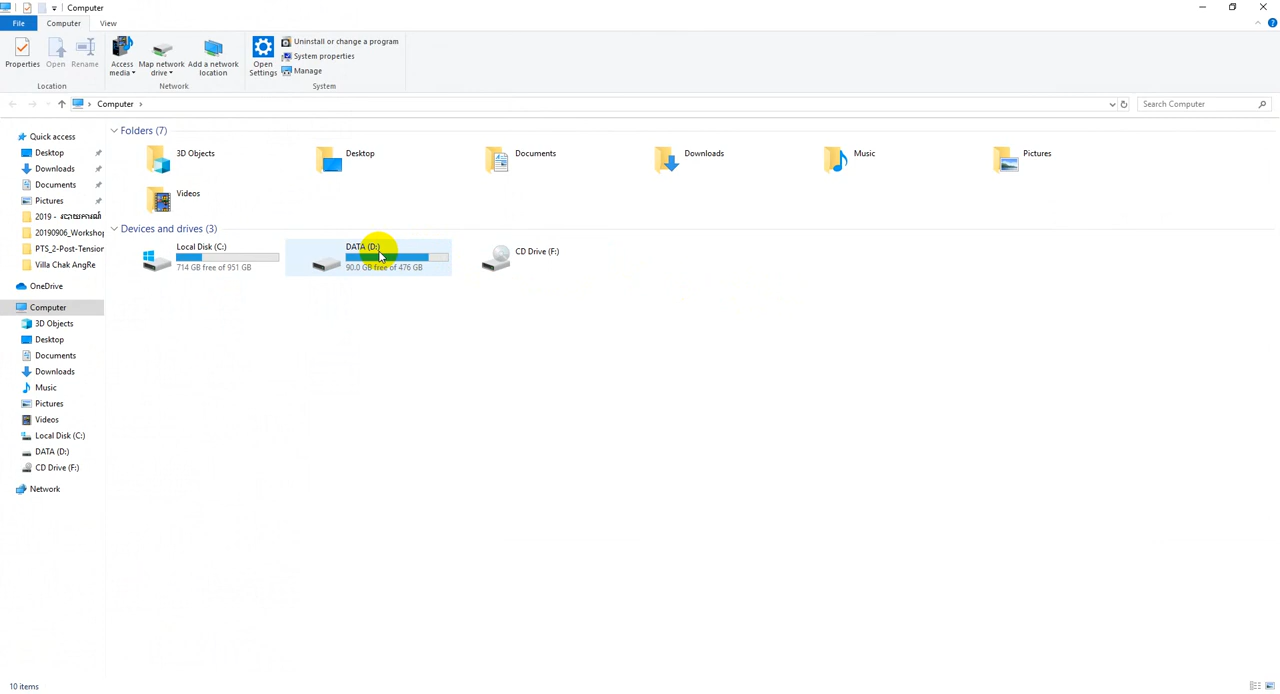 Computer
File Computer View
Properties Open Rename Access media Map network drive Add a network location Open Settings Uninstall or change a program
System properties
Manage
Location Network System
Computer Search Computer
Quick access
Desktop
Downloads
Documents
Pictures
2019 -
20190906_Workshop
PTS_2-Post-Tension
Villa Chak AngRe
OneDrive
Computer
3D Objects
Desktop
Documents
Downloads
Music
Pictures
Videos
Local Disk (C:)
DATA (D:)
CD Drive (F:)
Network
Folders (7)
3D Objects Desktop Documents Downloads Music Pictures
Videos
Devices and drives (3)
Local Disk (C:) DATA (D:) CD Drive (F:)
714 GB free of 951 GB 90.0 GB free of 476 GB
10 items